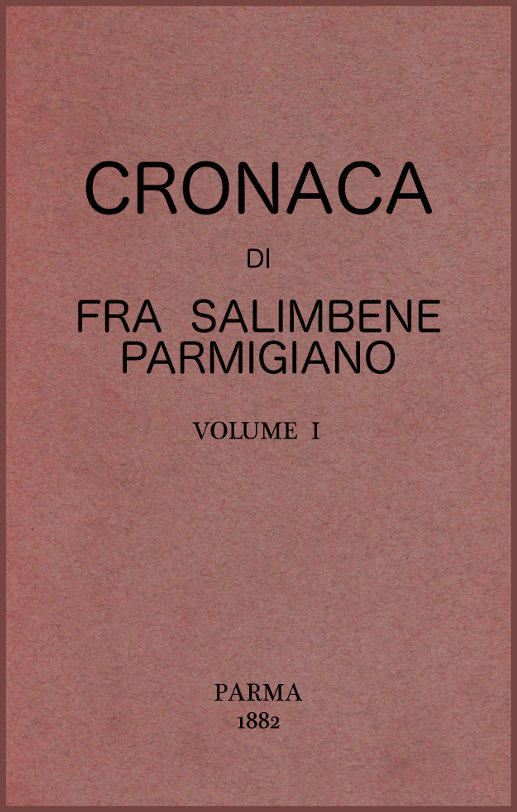 CRONACA
DI
FRA SALIMBENE
PARMIGIANO
VOLUME I
PARMA
1882